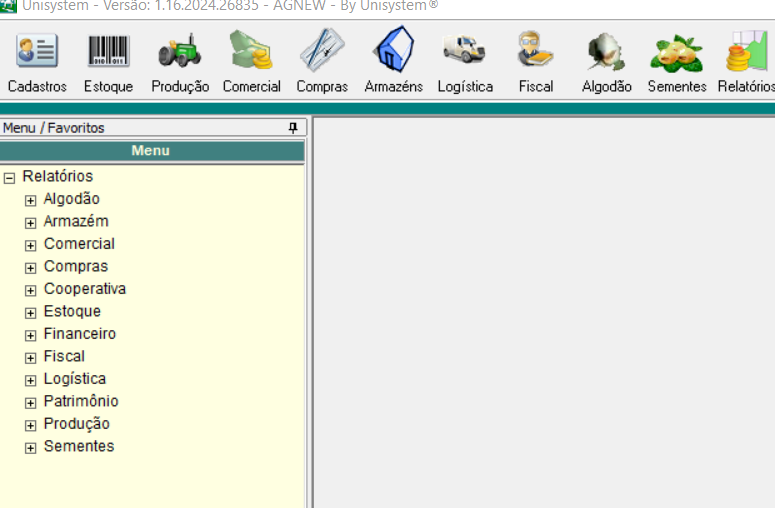 Unisystem - Versão: 1.16.2024.26835 - AGNEW - By Unisystem®
Cadastros Estoque Produção Comercial Compras Armazéns Logística Fiscal Algodão Sementes Relatórios
Menu / Favoritos
Menu
Relatórios
Algodão
Armazém
Comercial
Compras
Cooperativa
Estoque
Financeiro
Fiscal
Logística
Patrimônio
Produção
Sementes